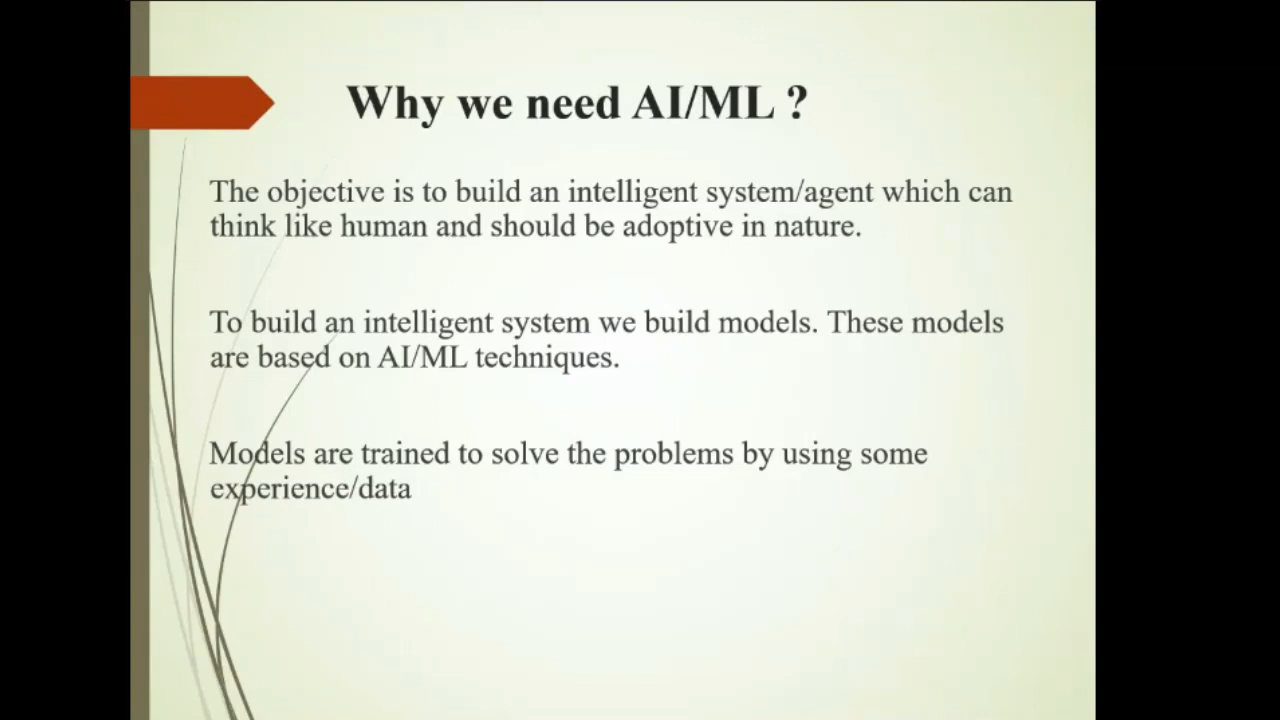 Why we need AI/ML ?
The objective is to build an intelligent system/agent which can
think like human and should be adoptive in nature.
To build an intelligent system we build models. These models
are based on AI/ML techniques.
Models are trained to solve the problems by using some
experience/data